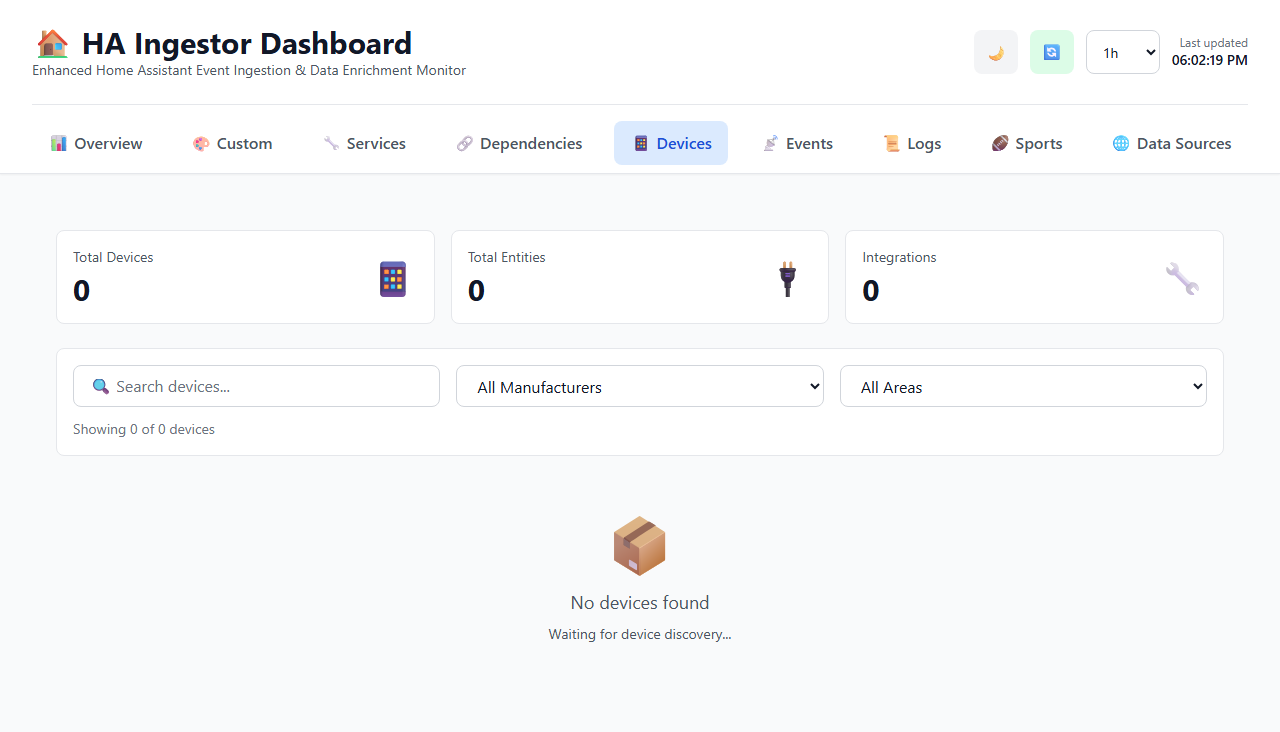 HA Ingestor Dashboard
Enhanced Home Assistant Event Ingestion & Data Enrichment Monitor
1h
Last updated
06:02:19 PM
Overview
Custom
Services
Dependencies
Devices
Events
Logs
Sports
Data Sources
Total Devices
0
Total Entities
0
Integrations
0
Search devices...
All Manufacturers
All Areas
Showing 0 of 0 devices
No devices found
Waiting for device discovery...